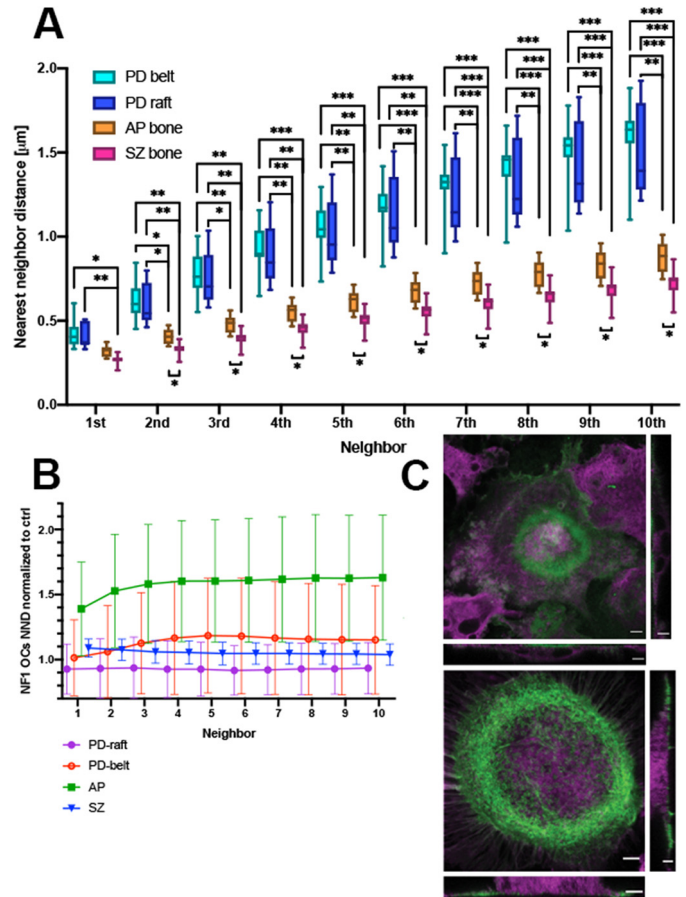 A
*** *** *** ***
*** *** *** *** *** ***
2.0
PD belt
PD raft
AP bone
SZ bone
Nearest neighbor distance [µm]
1.5
1.0
0.5
0.0
1st 2nd 3rd 4th 5th 6th 7th 8th 9th 10th
Neighbor
B
C
NF1 OCs NND normalized to ctrl
2.0
1.5
1.0
1 2 3 4 5 6 7 8 9 10
Neighbor
PD-raft
PD-belt
AP
SZ